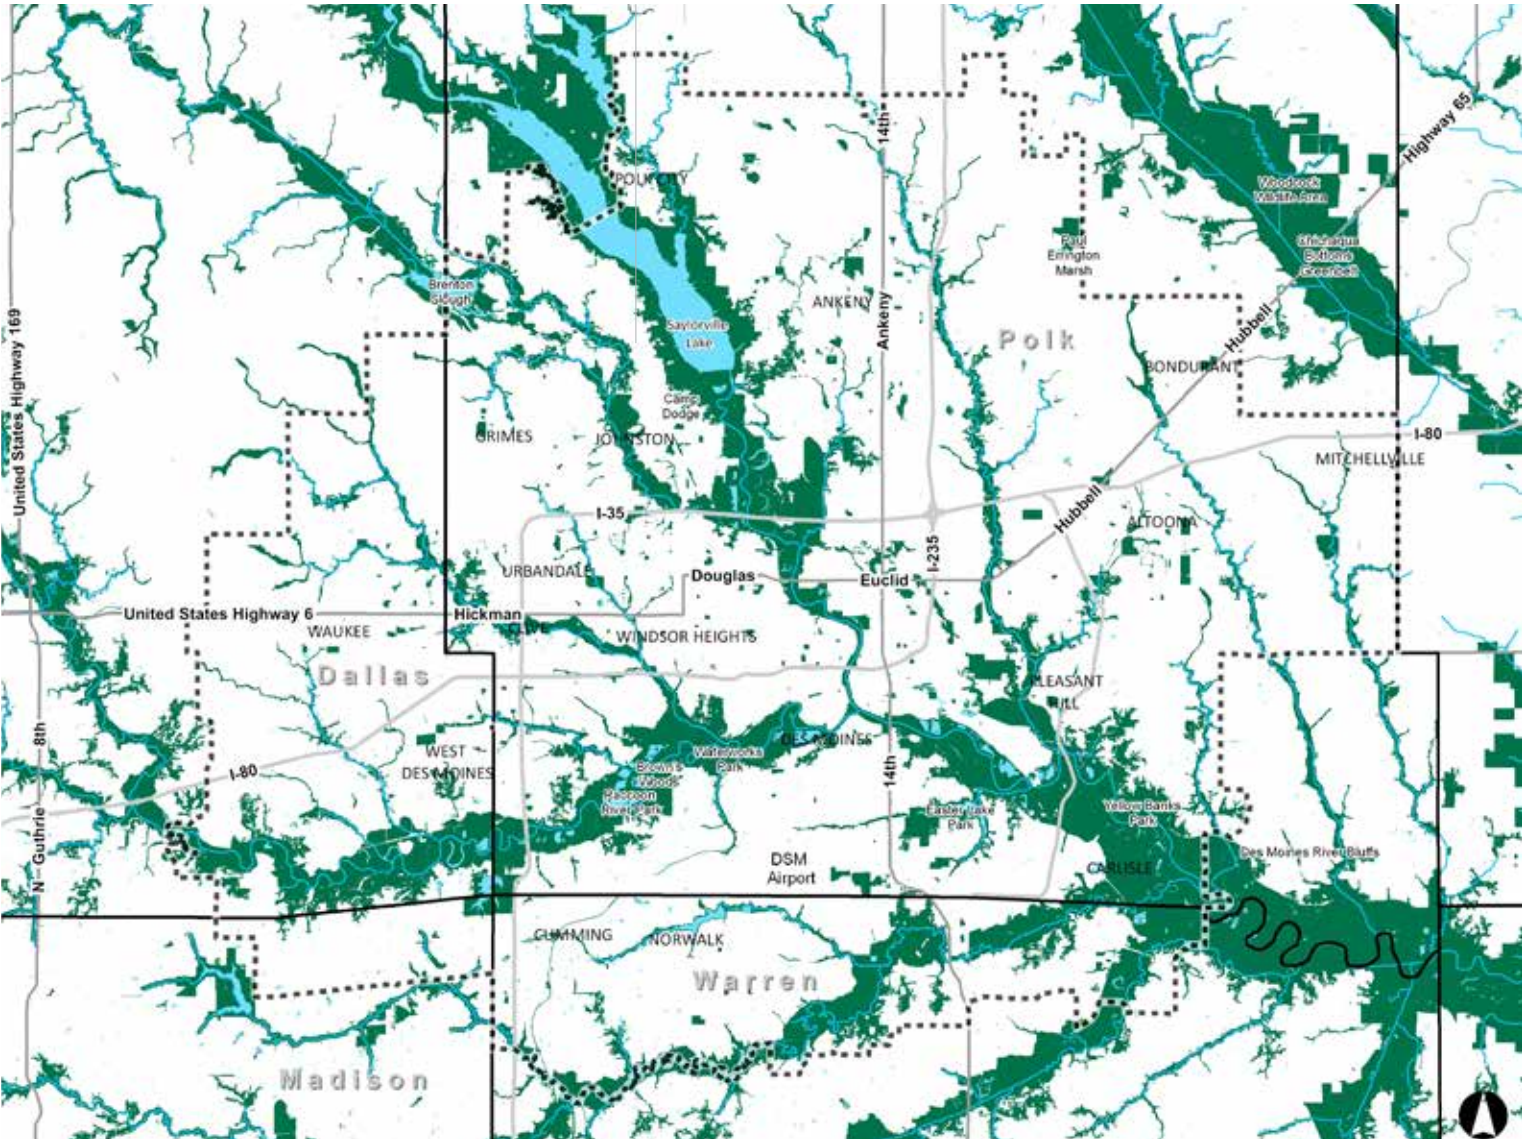 14th
Highway 65
POLK CITY
Woodcock
Wildlife Area
Paul
Errington
Marsh
Chichaqua
Bottoms
Greenbelt
Brenton
Slough
ANKENY
Ankeny
Saylorville
Lake
Polk
Hubbell
BONDURANT
United States Highway 169
Camp
Dodge
GRIMES
JOHNSTON
I-80
MITCHELLVILLE
I-35
Hubbell
ALTOONA
I-235
URBANDALE
Douglas
Euclid
United States Highway 6
Hickman
CLIVE
WAUKEE
WINDSOR HEIGHTS
Dallas
PLEASANT
HILL
8th
WEST
DES MOINES
DES MOINES
Waterworks
Park
I-80
14th
Brown's
Woods
Raccoon
River Park
Easter Lake
Park
Yellow Banks
Park
N Guthrie
DSM
Airport
CARLISLE
Des Moines River Bluffs
CUMMING
NORWALK
Warren
Madison